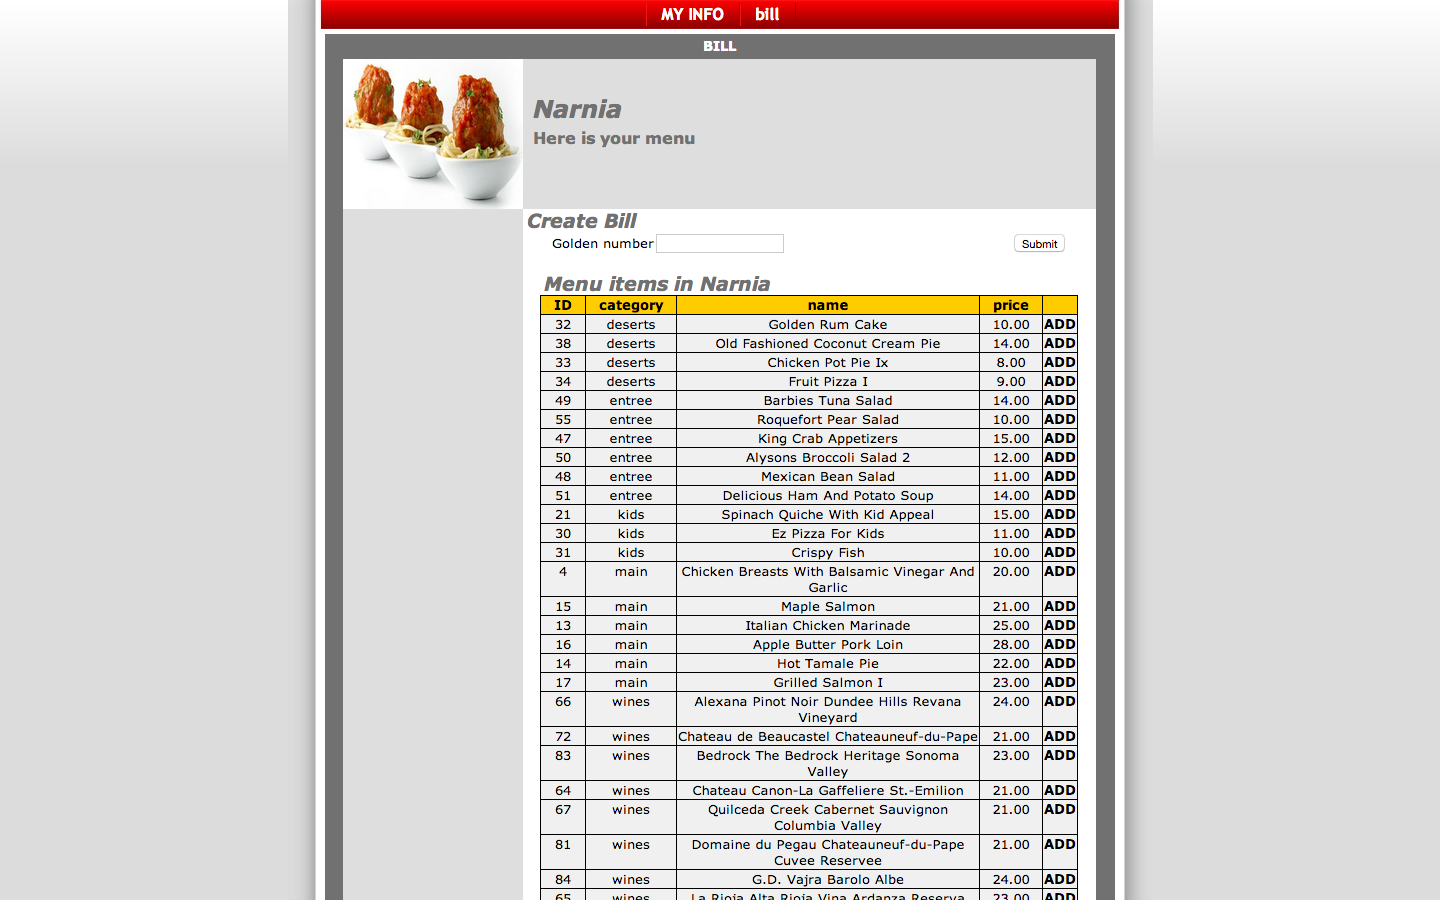 MY INFO bill
BILL
Narnia
Here is your menu
Create Bill
Golden number Submit
Menu items in Narnia
ID category name price
32 deserts Golden Rum Cake 10.00 ADD
38 deserts Old Fashioned Coconut Cream Pie 14.00 ADD
33 deserts Chicken Pot Pie Ix 8.00 ADD
34 deserts Fruit Pizza I 9.00 ADD
49 entree Barbies Tuna Salad 14.00 ADD
55 entree Roquefort Pear Salad 10.00 ADD
47 entree King Crab Appetizers 15.00 ADD
50 entree Alysons Broccoli Salad 2 12.00 ADD
48 entree Mexican Bean Salad 11.00 ADD
51 entree Delicious Ham And Potato Soup 14.00 ADD
21 kids Spinach Quiche With Kid Appeal 15.00 ADD
30 kids Ez Pizza For Kids 11.00 ADD
31 kids Crispy Fish 10.00 ADD
4 main Chicken Breasts With Balsamic Vinegar And 20.00 ADD
Garlic
15 main Maple Salmon 21.00 ADD
13 main Italian Chicken Marinade 25.00 ADD
16 main Apple Butter Pork Loin 28.00 ADD
14 main Hot Tamale Pie 22.00 ADD
17 main Grilled Salmon I 23.00 ADD
66 wines Alexana Pinot Noir Dundee Hills Revana 24.00 ADD
Vineyard
72 wines Chateau de Beaucastel Chateauneuf-du-Pape 21.00 ADD
83 wines Bedrock The Bedrock Heritage Sonoma 23.00 ADD
Valley
64 wines Chateau Canon-La Gaffeliere St.-Emilion 21.00 ADD
67 wines Quilceda Creek Cabernet Sauvignon 21.00 ADD
Columbia Valley
81 wines Domaine du Pegau Chateauneuf-du-Pape 21.00 ADD
Cuvee Reservee
84 wines G.D. Vajra Barolo Albe 24.00 ADD
65 wines La Rioja Alta Rioja Vina Ardanza Reserva 23.00 ADD